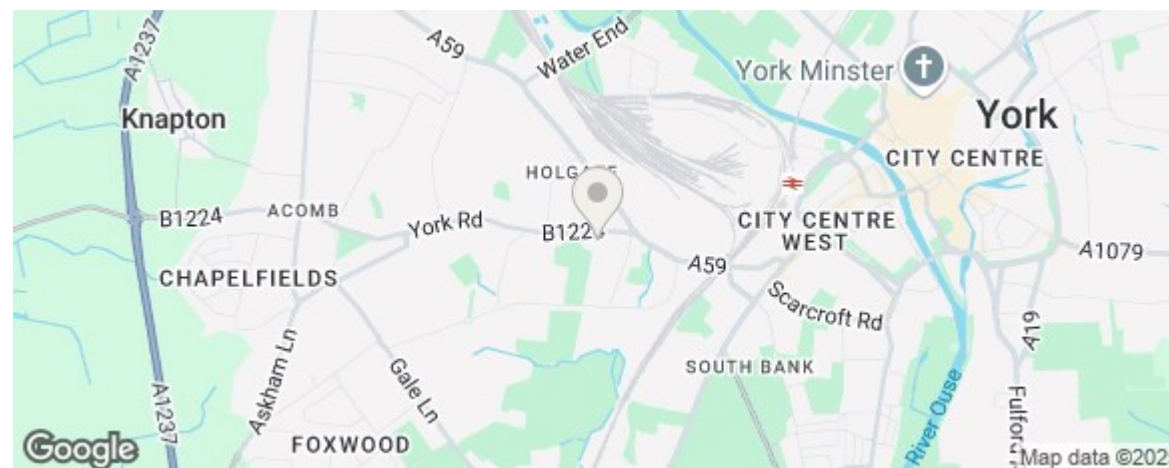 A1237
A59
Water End
York Minster
York
Knapton
CITY CENTRE
HOLGATE
B1224
ACOMB
York Rd
B1224
CITY CENTRE
WEST
A1079
CHAPELFIELDS
A59
Scarcroft Rd
A19
Askham Ln
Gale Ln
SOUTH BANK
A1237
River Ouse
FOXWOOD
Google
Map data ©202